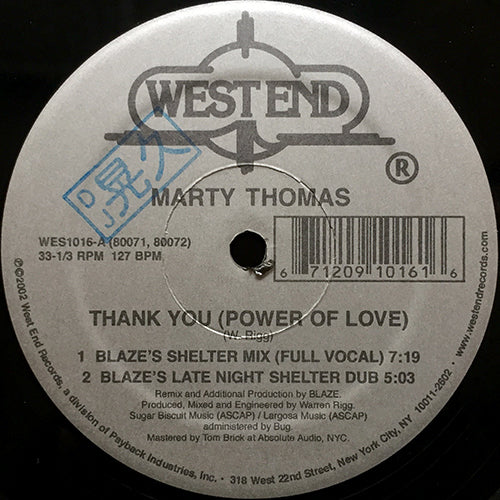 WEST END
®
DJ 晃久
MARTY THOMAS
WES1016-A (80071, 80072)
33-1/3 RPM 127 BPM
6 71209 10161 6
THANK YOU (POWER OF LOVE)
(W. Rigg)
1 BLAZE'S SHELTER MIX (FULL VOCAL) 7:19
2 BLAZE'S LATE NIGHT SHELTER DUB 5:03
Remix and Additional Production by BLAZE.
Produced, Mixed and Engineered by Warren Rigg.
Sugar Biscuit Music (ASCAP) / Largosa Music (ASCAP)
administered by Bug.
Mastered by Tom Brick at Absolute Audio, NYC.
℗©2002 West End Records, a division of Payback Industries, Inc. • 318 West 22nd Street, New York City, NY 10011-2602 • www.westendrecords.com